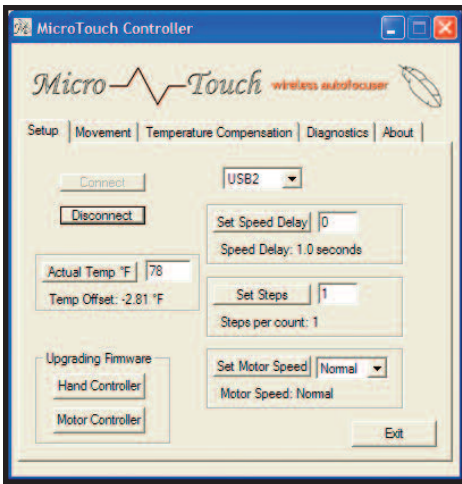 MicroTouch Controller
Micro Touch wireless autofocuser
Setup Movement Temperature Compensation Diagnostics About
Connect
USB2
Disconnect
Set Speed Delay 0
Speed Delay: 1.0 seconds
Actual Temp °F 78
Temp Offset: -2.81 °F
Set Steps 1
Steps per count: 1
Upgrading Firmware
Hand Controller
Motor Controller
Set Motor Speed Normal
Motor Speed: Normal
Exit